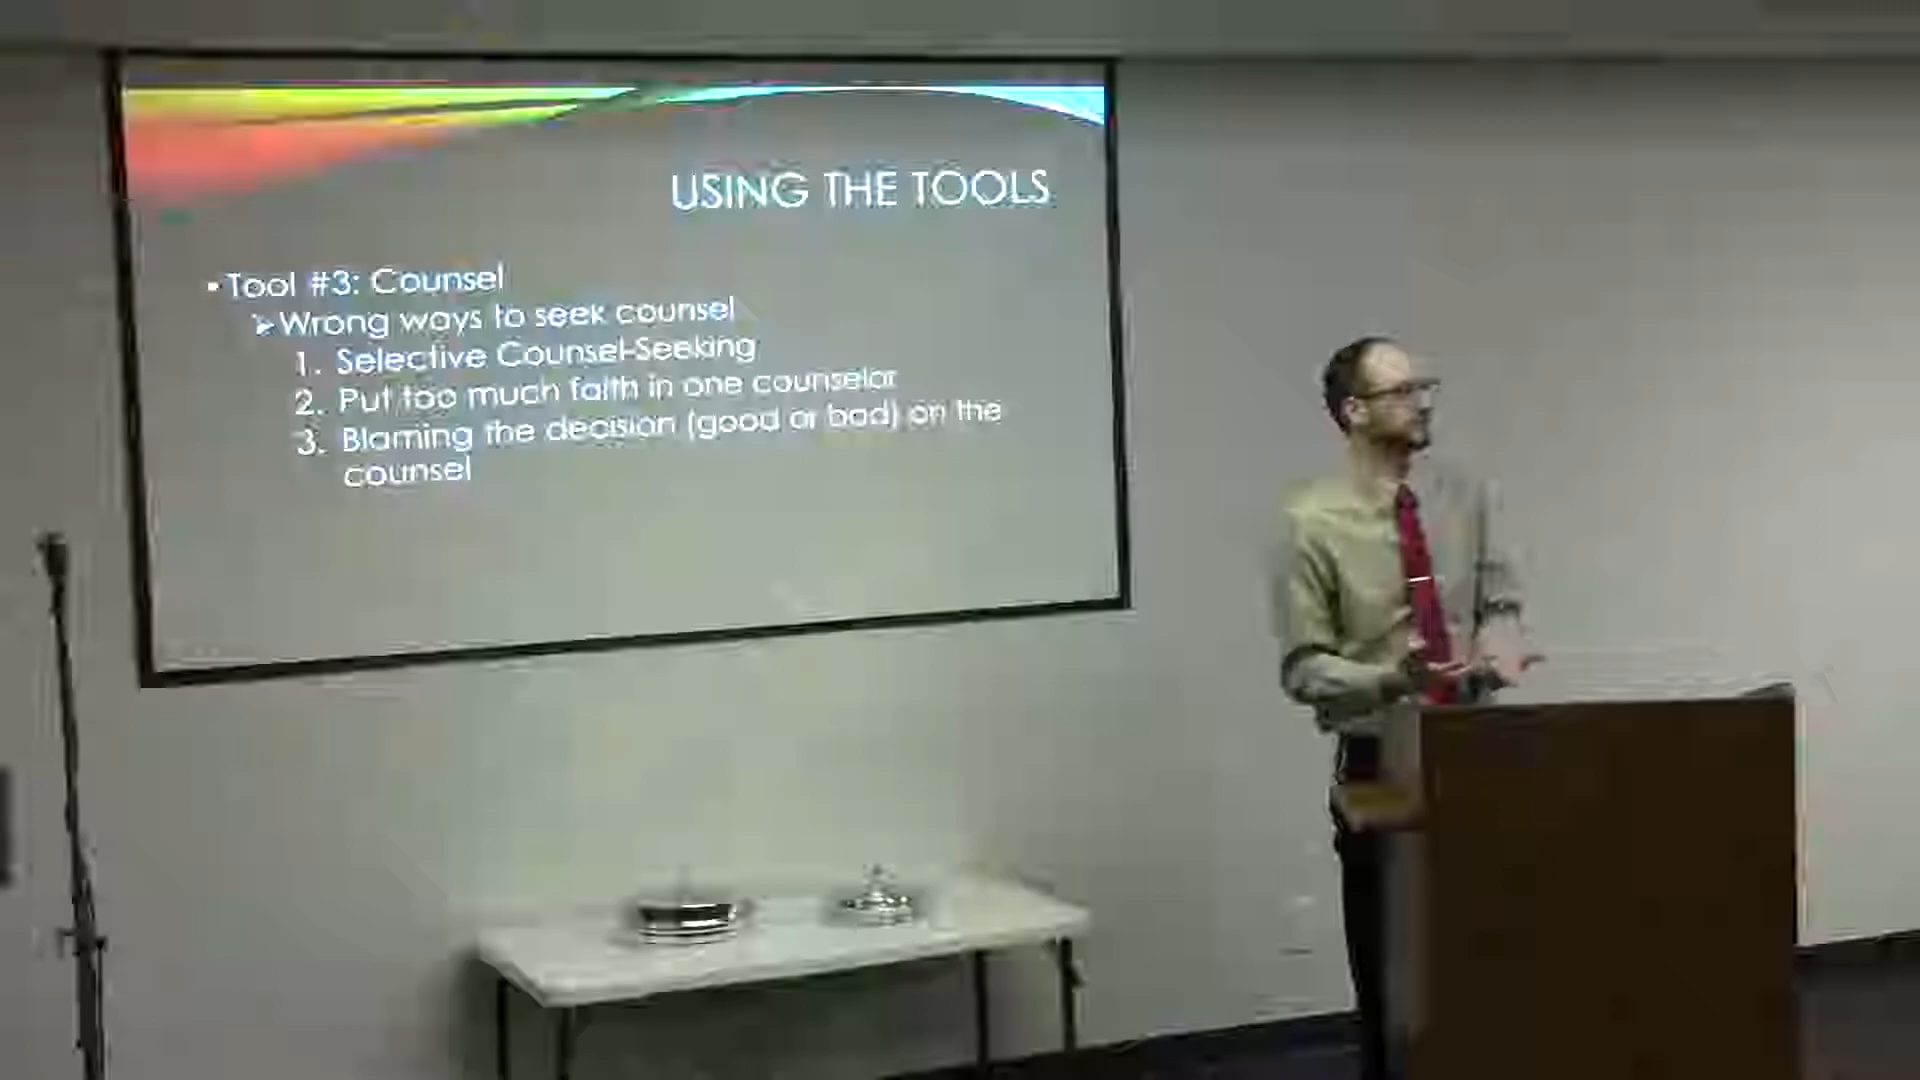 USING THE TOOLS
▪Tool #3: Counsel
➢Wrong ways to seek counsel
1. Selective Counsel-Seeking
2. Put too much faith in one counselor
3. Blaming the decision (good or bad) on the
counsel